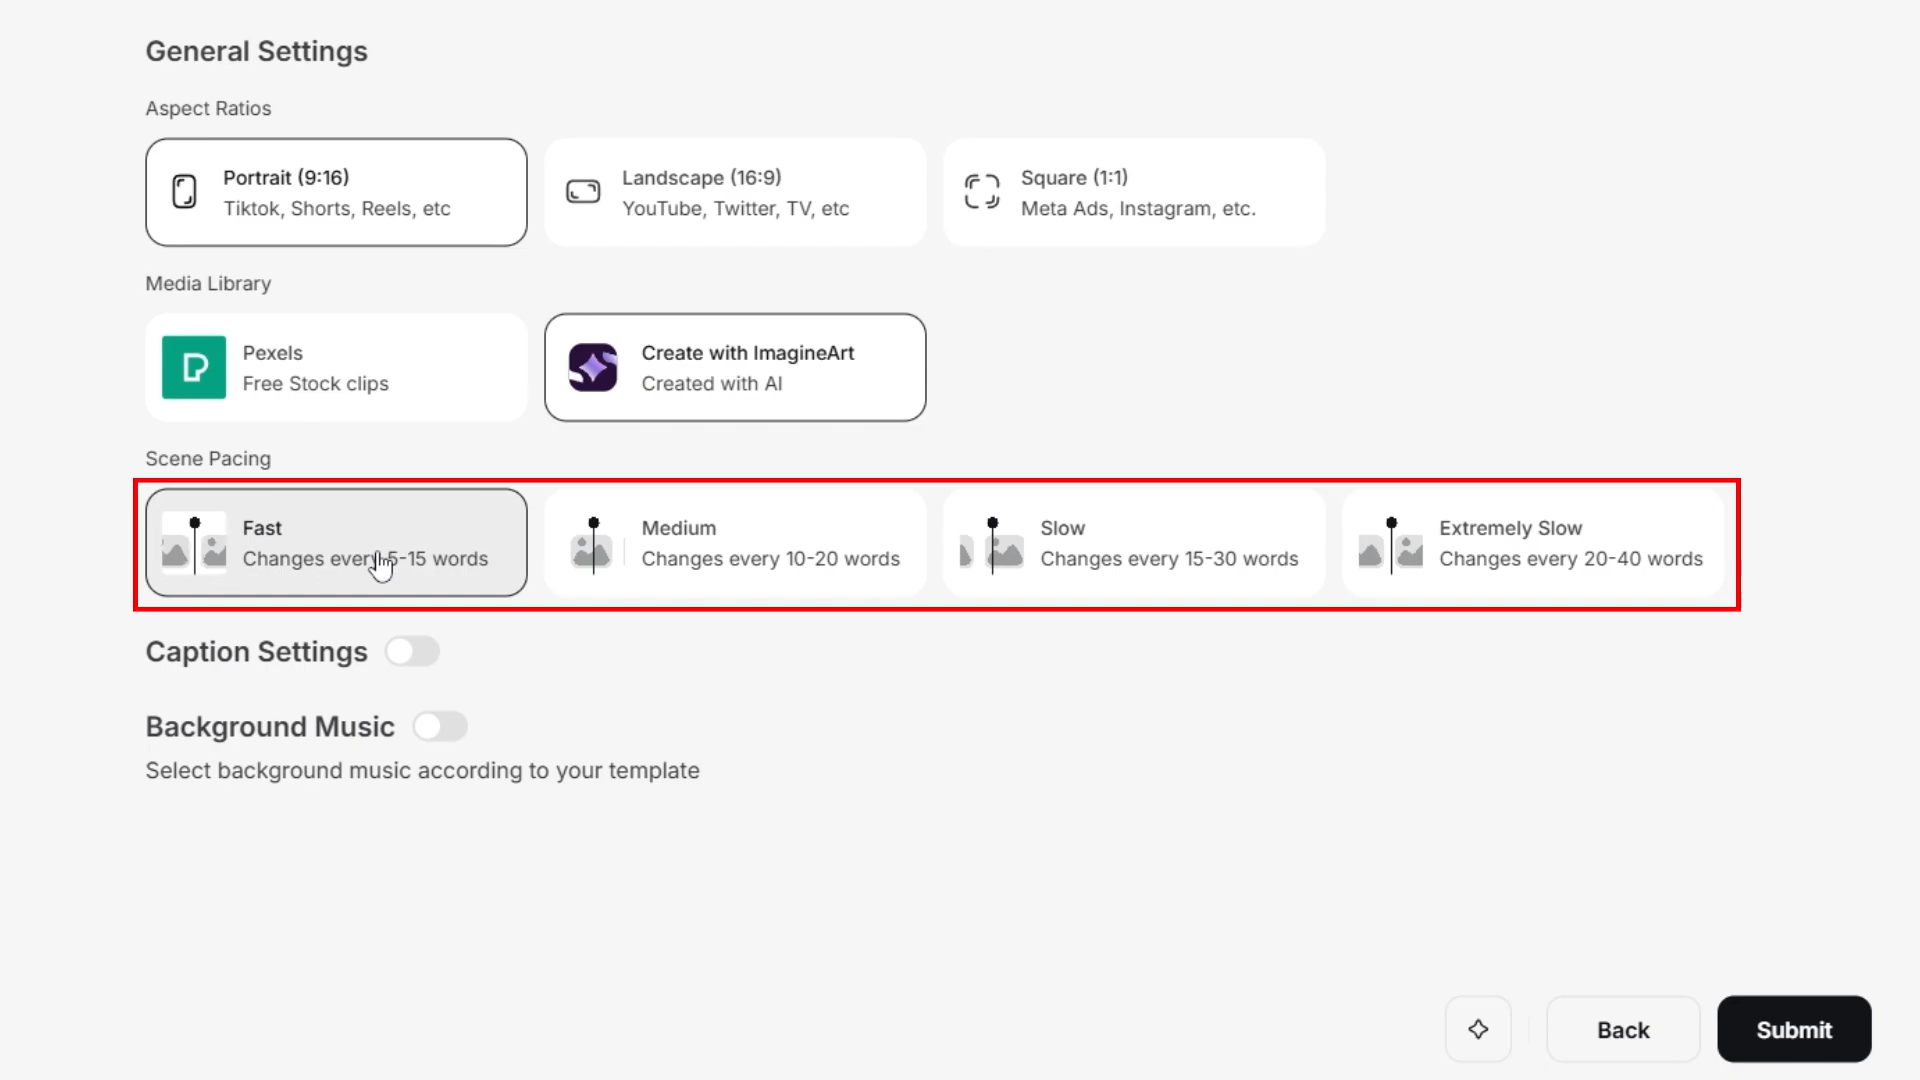 General Settings
Aspect Ratios
Portrait (9:16)
Tiktok, Shorts, Reels, etc
Landscape (16:9)
YouTube, Twitter, TV, etc
Square (1:1)
Meta Ads, Instagram, etc.
Media Library
Pexels
Free Stock clips
Create with ImagineArt
Created with AI
Scene Pacing
Fast
Changes every 5-15 words
Medium
Changes every 10-20 words
Slow
Changes every 15-30 words
Extremely Slow
Changes every 20-40 words
Caption Settings
Background Music
Select background music according to your template
Back
Submit